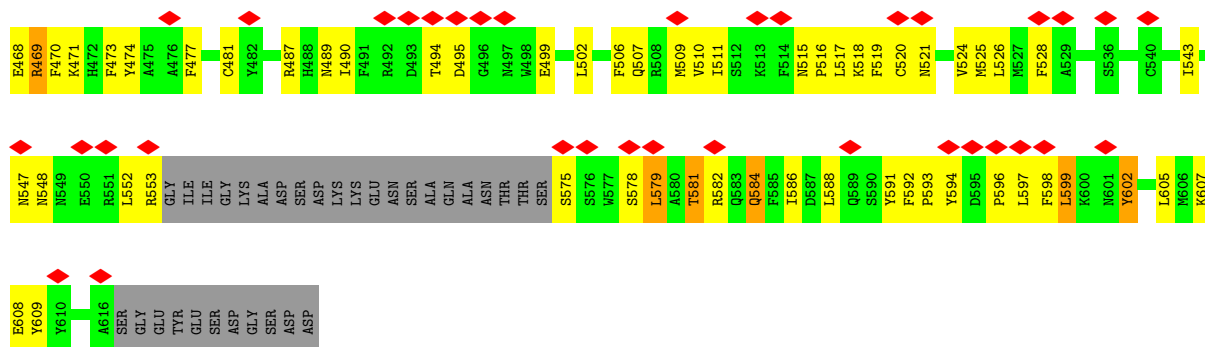 E468 R469 F470 K471 H472 F473 Y474 A475 A476 F477 C481 Y482 R487 H488 N489 I490 F491 R492 D493 T494 D495 G496 N497 W498 E499 L502 F506 Q507 R508 M509 V510 I511 S512 K513 F514 N515 P516 L517 K518 F519 C520 N521 V524 M525 L526 M527 F528 A529 S536 C540 I543
N547 N548 N549 E550 R551 L552 R553 GLY ILE ILE GLY LYS ALA ASP SER ASP LYS LYS GLU ASN SER ALA GLN ALA ASN THR THR SER S575 S576 W577 S578 L579 A580 T581 R582 Q583 Q584 F585 I586 D587 L588 Q589 S590 Y591 F592 P593 Y594 D595 P596 L597 F598 L599 K600 N601 Y602 L605 M606 K607
E608 Y609 Y610 A616 SER GLY GLU TYR GLU SER ASP GLY SER ASP ASP